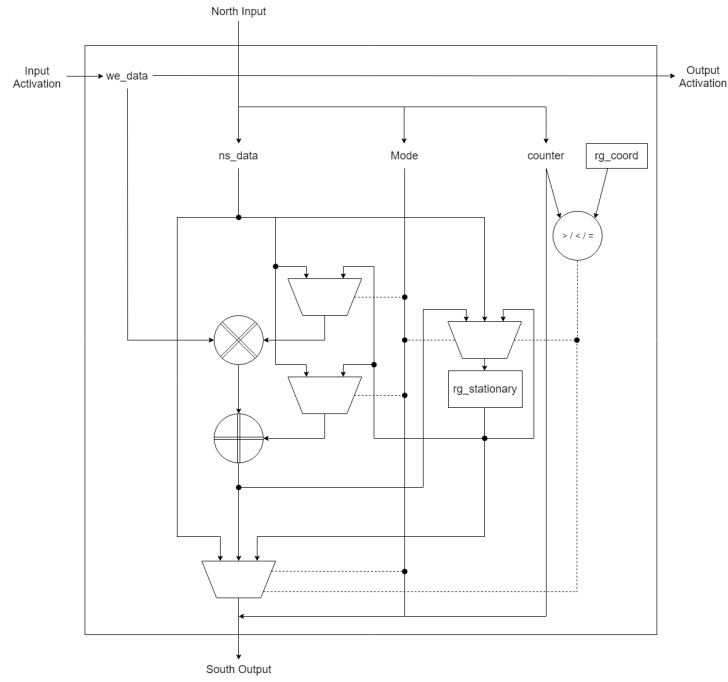 North Input
Input
Activation
we_data
Output
Activation
ns_data
Mode
counter
rg_coord
> / < / =
rg_stationary
South Output